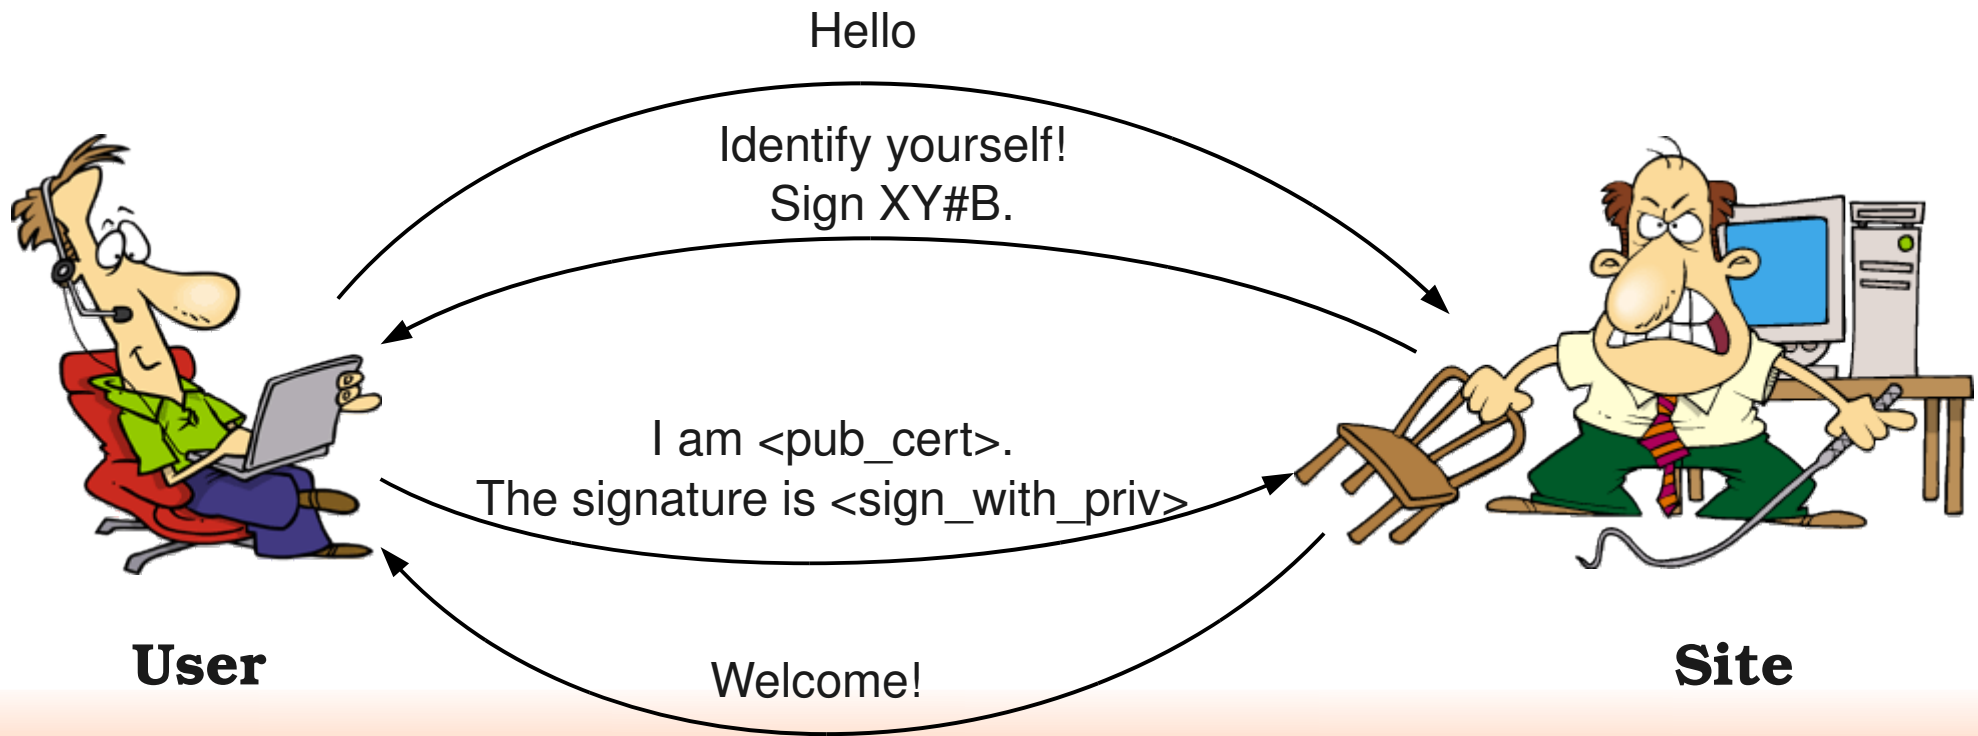 Hello
Identify yourself!
Sign XY#B.
I am <pub_cert>.
The signature is <sign_with_priv>
Welcome!
User
Site